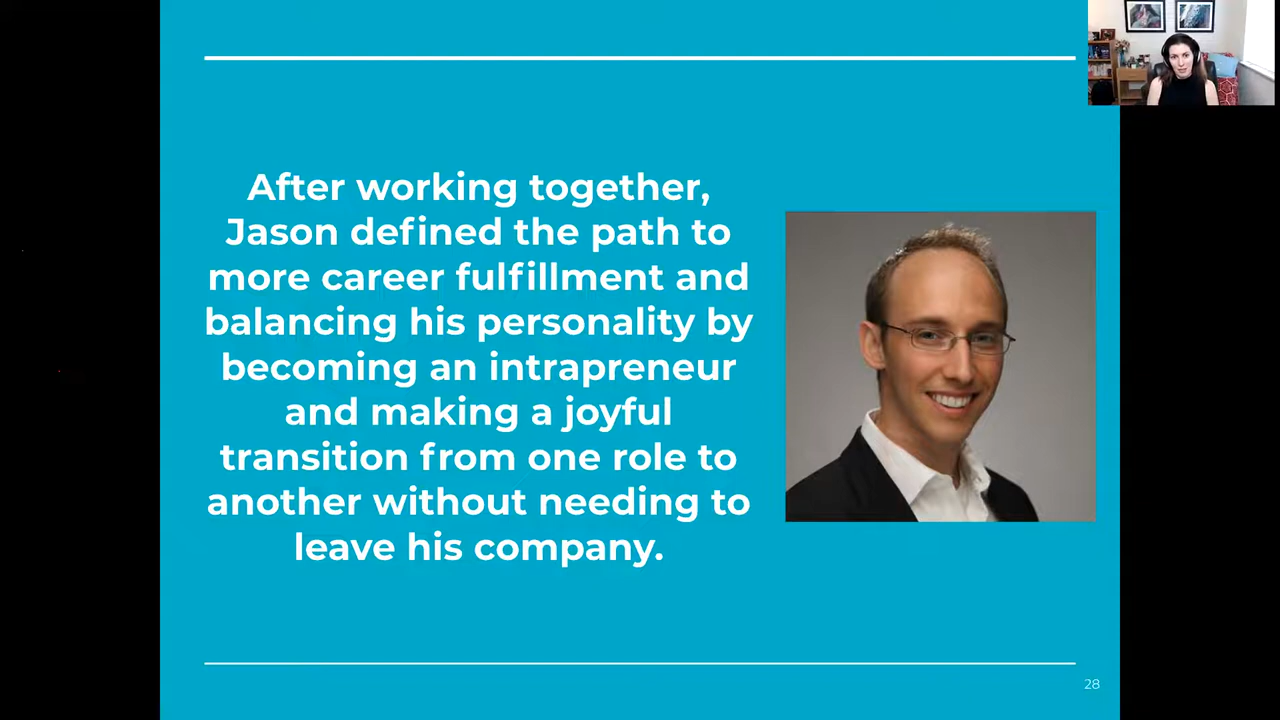 After working together,
Jason defined the path to
more career fulfillment and
balancing his personality by
becoming an intrapreneur
and making a joyful
transition from one role to
another without needing to
leave his company.
28